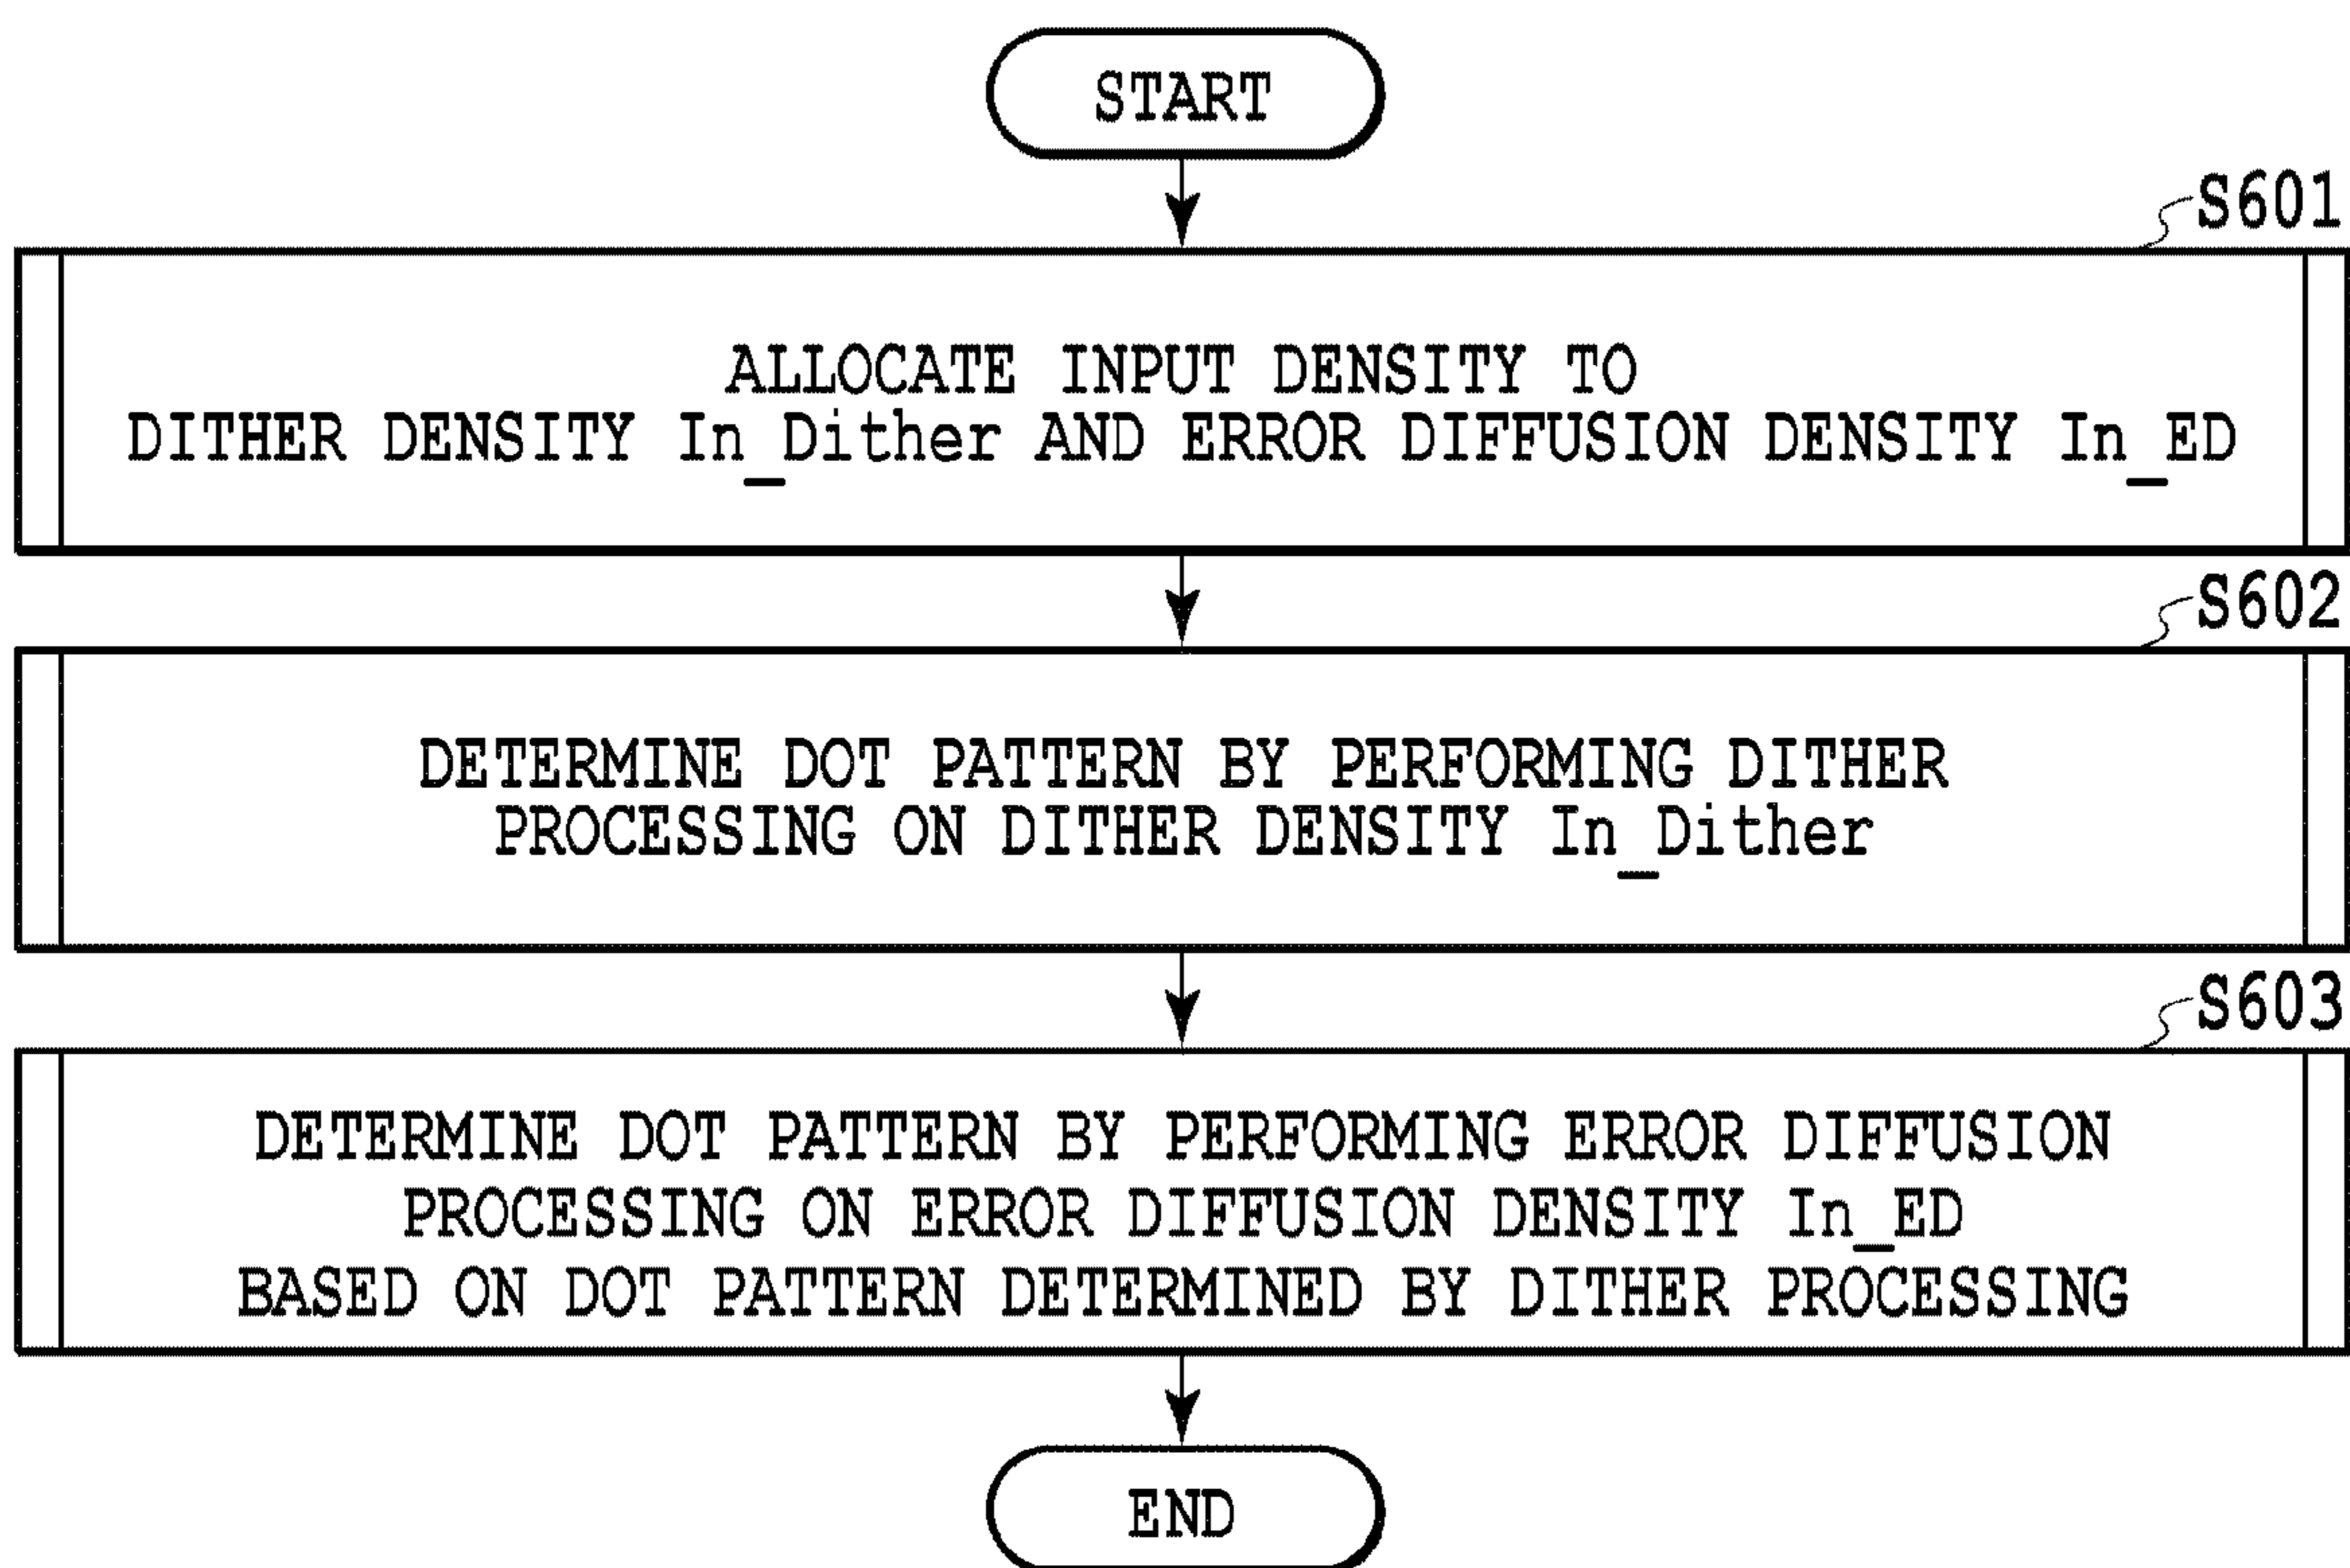 START
S601
ALLOCATE INPUT DENSITY TO
DITHER DENSITY In_Dither AND ERROR DIFFUSION DENSITY In_ED
S602
DETERMINE DOT PATTERN BY PERFORMING DITHER
PROCESSING ON DITHER DENSITY In_Dither
S603
DETERMINE DOT PATTERN BY PERFORMING ERROR DIFFUSION
PROCESSING ON ERROR DIFFUSION DENSITY In_ED
BASED ON DOT PATTERN DETERMINED BY DITHER PROCESSING
END